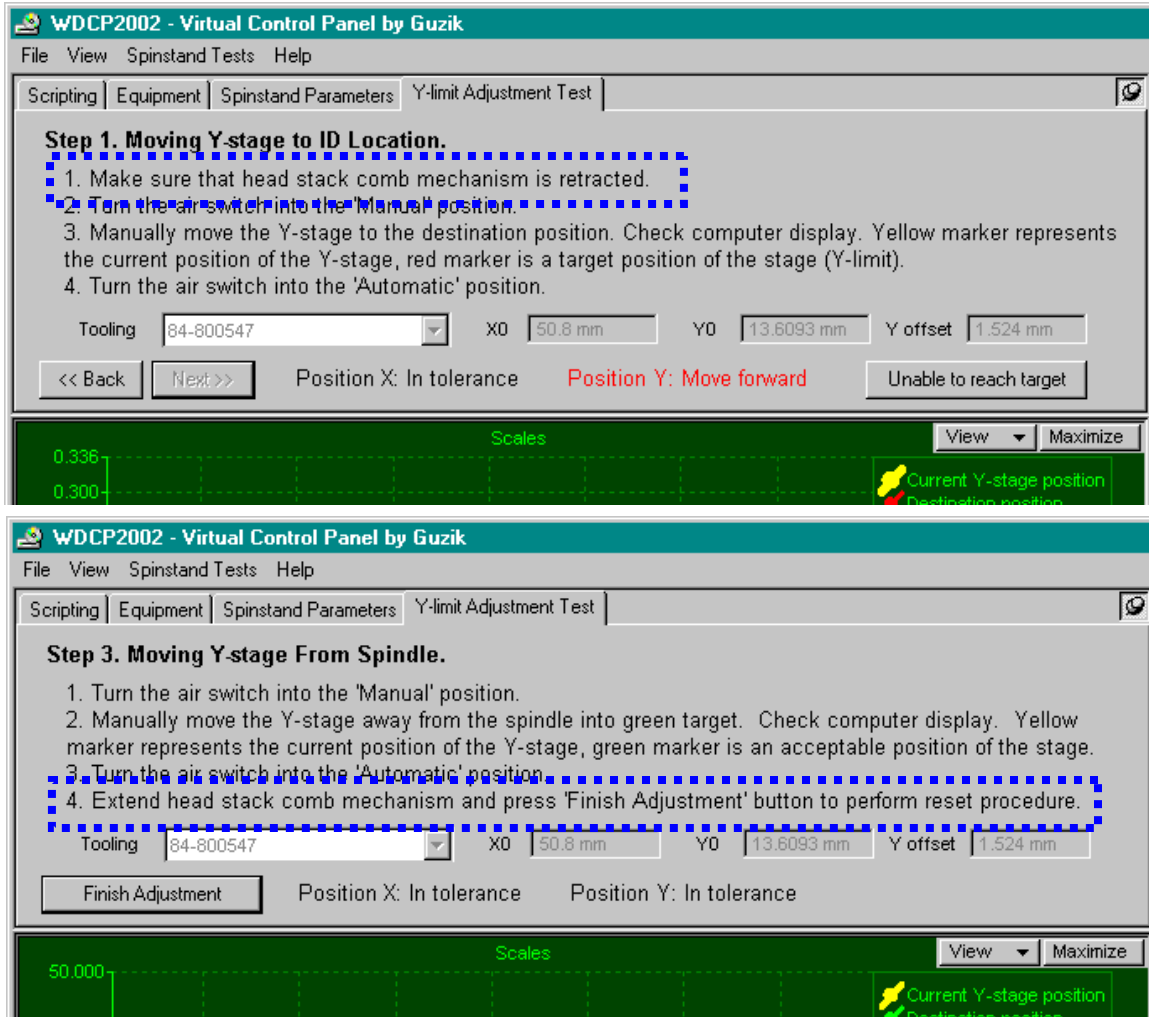 WDCP2002 - Virtual Control Panel by Guzik
File View Spinstand Tests Help
Scripting Equipment Spinstand Parameters Y-limit Adjustment Test
Step 1. Moving Y-stage to ID Location.
1. Make sure that head stack comb mechanism is retracted.
2. Turn the air switch into the 'Manual' position.
3. Manually move the Y-stage to the destination position. Check computer display. Yellow marker represents
the current position of the Y-stage, red marker is a target position of the stage (Y-limit).
4. Turn the air switch into the 'Automatic' position.
Tooling 84-800547 X0 50.8 mm Y0 13.6093 mm Y offset 1.524 mm
<< Back Next >> Position X: In tolerance Position Y: Move forward Unable to reach target
Scales View Maximize
0.336
Current Y-stage position
0.300
Destination position
WDCP2002 - Virtual Control Panel by Guzik
File View Spinstand Tests Help
Scripting Equipment Spinstand Parameters Y-limit Adjustment Test
Step 3. Moving Y-stage From Spindle.
1. Turn the air switch into the 'Manual' position.
2. Manually move the Y-stage away from the spindle into green target. Check computer display. Yellow
marker represents the current position of the Y-stage, green marker is an acceptable position of the stage.
3. Turn the air switch into the 'Automatic' position.
4. Extend head stack comb mechanism and press 'Finish Adjustment' button to perform reset procedure.
Tooling 84-800547 X0 50.8 mm Y0 13.6093 mm Y offset 1.524 mm
Finish Adjustment Position X: In tolerance Position Y: In tolerance
Scales View Maximize
50.000
Current Y-stage position
Destination position